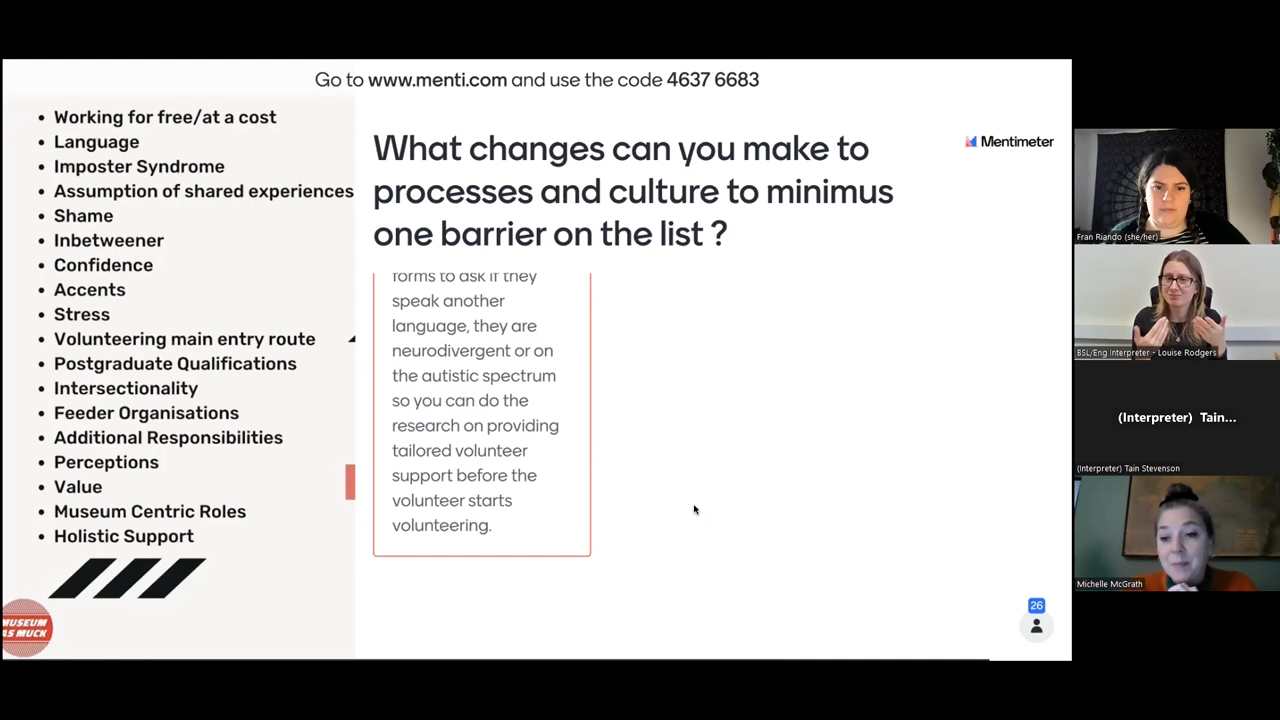 Go to www.menti.com and use the code 4637 6683
Working for free/at a cost
Language
Imposter Syndrome
Assumption of shared experiences
Shame
Inbetweener
Confidence
Accents
Stress
Volunteering main entry route
Postgraduate Qualifications
Intersectionality
Feeder Organisations
Additional Responsibilities
Perceptions
Value
Museum Centric Roles
Holistic Support
MUSEUM
AS MUCK
What changes can you make to
processes and culture to minimus
one barrier on the list ?
Mentimeter
forms to ask if they
speak another
language, they are
neurodivergent or on
the autistic spectrum
so you can do the
research on providing
tailored volunteer
support before the
volunteer starts
volunteering.
26
Fran Riando (she/her)
BSL/Eng Interpreter - Louise Rodgers
(Interpreter) Tain...
(Interpreter) Tain Stevenson
Michelle McGrath